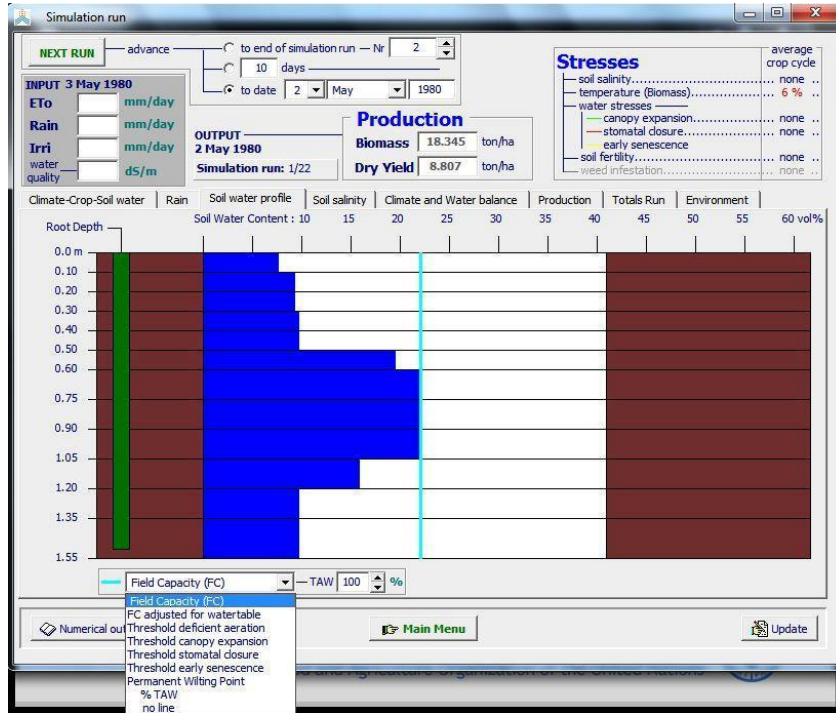 Simulation run
NEXT RUN
advance
to end of simulation run — Nr 2
10 days
to date 2 May 1980
INPUT 3 May 1980
ETo mm/day
Rain mm/day
Irri mm/day
water quality dS/m
OUTPUT
2 May 1980
Simulation run: 1/22
Production
Biomass 18.345 ton/ha
Dry Yield 8.807 ton/ha
Stresses
average
crop cycle
soil salinity none
temperature (Biomass) 6 %
water stresses
canopy expansion none
stomatal closure none
early senescence
soil fertility none
weed infestation none
Climate-Crop-Soil water Rain Soil water profile Soil salinity Climate and Water balance Production Totals Run Environment
Root Depth
Soil Water Content : 10 15 20 25 30 35 40 45 50 55 60 vol%
0.0 m
0.10
0.20
0.30
0.40
0.50
0.60
0.75
0.90
1.05
1.20
1.35
1.55
Field Capacity (FC) TAW 100 %
Field Capacity (FC)
FC adjusted for watertable
Threshold deficient aeration
Threshold canopy expansion
Threshold stomatal closure
Threshold early senescence
Permanent Wilting Point
% TAW
no line
Numerical out
Main Menu
Update
and Agriculture Organization of the United Nations